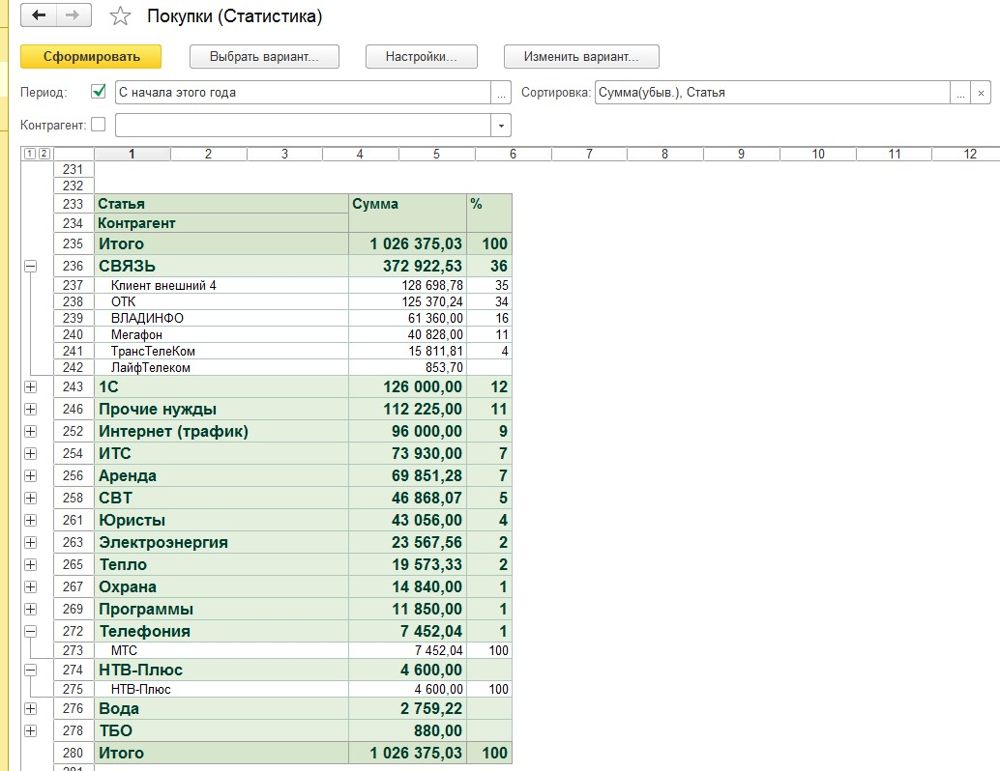 Покупки (Статистика)
Сформировать Выбрать вариант... Настройки... Изменить вариант...
Период: С начала этого года ... Сортировка: Сумма(убыв.), Статья ... ×
Контрагент:
1 2 1 2 3 4 5 6 7 8 9 10 11 12
231
232
233 Статья Сумма %
234 Контрагент
235 Итого 1 026 375,03 100
236 СВЯЗЬ 372 922,53 36
237 Клиент внешний 4 128 698,78 35
238 ОТК 125 370,24 34
239 ВЛАДИНФО 61 360,00 16
240 Мегафон 40 828,00 11
241 ТрансТелеКом 15 811,81 4
242 ЛайфТелеком 853,70
243 1С 126 000,00 12
246 Прочие нужды 112 225,00 11
252 Интернет (трафик) 96 000,00 9
254 ИТС 73 930,00 7
256 Аренда 69 851,28 7
258 СВТ 46 868,07 5
261 Юристы 43 056,00 4
263 Электроэнергия 23 567,56 2
265 Тепло 19 573,33 2
267 Охрана 14 840,00 1
269 Программы 11 850,00 1
272 Телефония 7 452,04 1
273 МТС 7 452,04 100
274 НТВ-Плюс 4 600,00
275 НТВ-Плюс 4 600,00 100
276 Вода 2 759,22
278 ТБО 880,00
280 Итого 1 026 375,03 100